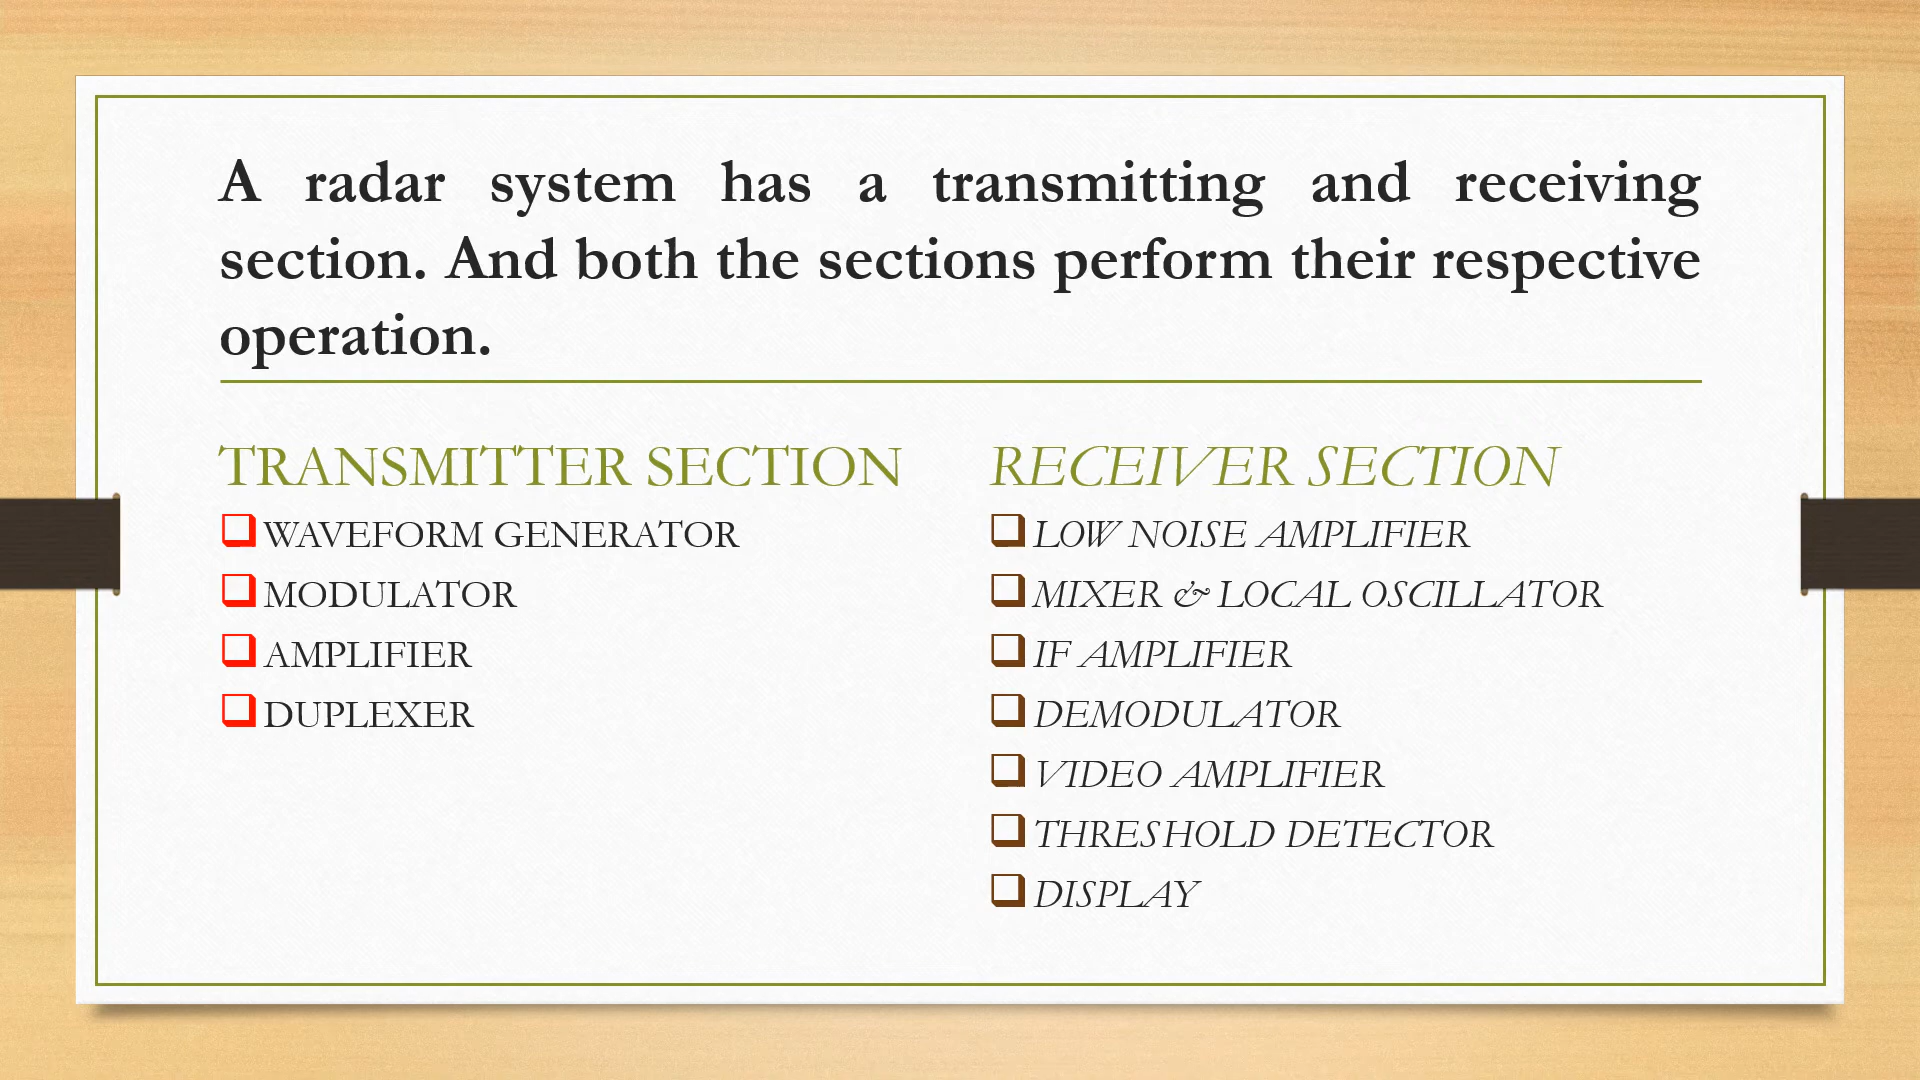 A radar system has a transmitting and receiving
section. And both the sections perform their respective
operation.
TRANSMITTER SECTION
WAVEFORM GENERATOR
MODULATOR
AMPLIFIER
DUPLEXER
RECEIVER SECTION
LOW NOISE AMPLIFIER
MIXER & LOCAL OSCILLATOR
IF AMPLIFIER
DEMODULATOR
VIDEO AMPLIFIER
THRESHOLD DETECTOR
DISPLAY